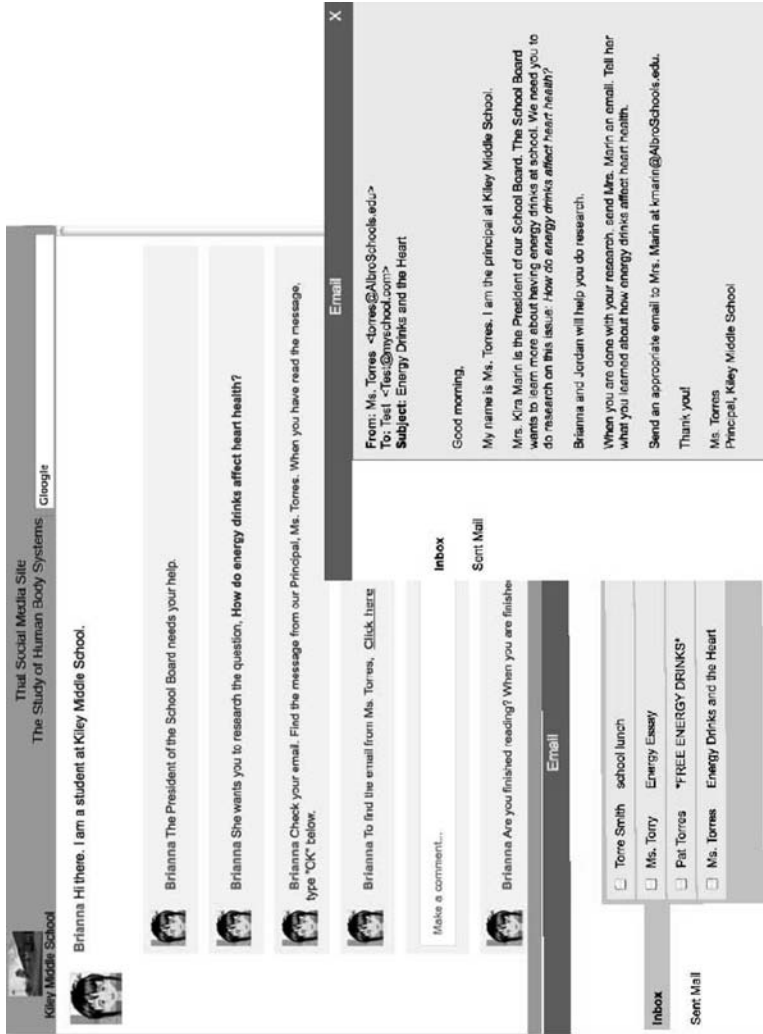 That Social Media Site
The Study of Human Body Systems
Gloogle
Kiley Middle School
Brianna Hi there. I am a student at Kiley Middle School.
Brianna The President of the School Board needs your help.
Brianna She wants you to research the question, How do energy drinks affect heart health?
Brianna Check your email. Find the message from our Principal, Ms. Torres. When you have read the message,
type "OK" below.
Brianna To find the email from Ms. Torres, Click here
Make a comment...
Brianna Are you finished reading? When you are finishe
Email
Inbox
Sent Mail
Torre Smith school lunch
Ms. Torry Energy Essay
Pat Torres *FREE ENERGY DRINKS*
Ms. Torres Energy Drinks and the Heart
Email X
Inbox
Sent Mail
From: Ms. Torres <torres@AlbroSchools.edu>
To: Test <Test@myschool.com>
Subject: Energy Drinks and the Heart
Good morning,
My name is Ms. Torres. I am the principal at Kiley Middle School.
Mrs. Kira Marin is the President of our School Board. The School Board
wants to learn more about having energy drinks at school. We need you to
do research on this issue: How do energy drinks affect heart health?
Brianna and Jordan will help you do research.
When you are done with your research, send Mrs. Marin an email. Tell her
what you learned about how energy drinks affect heart health.
Send an appropriate email to Mrs. Marin at kmarin@AlbroSchools.edu.
Thank you!
Ms. Torres
Principal, Kiley Middle School